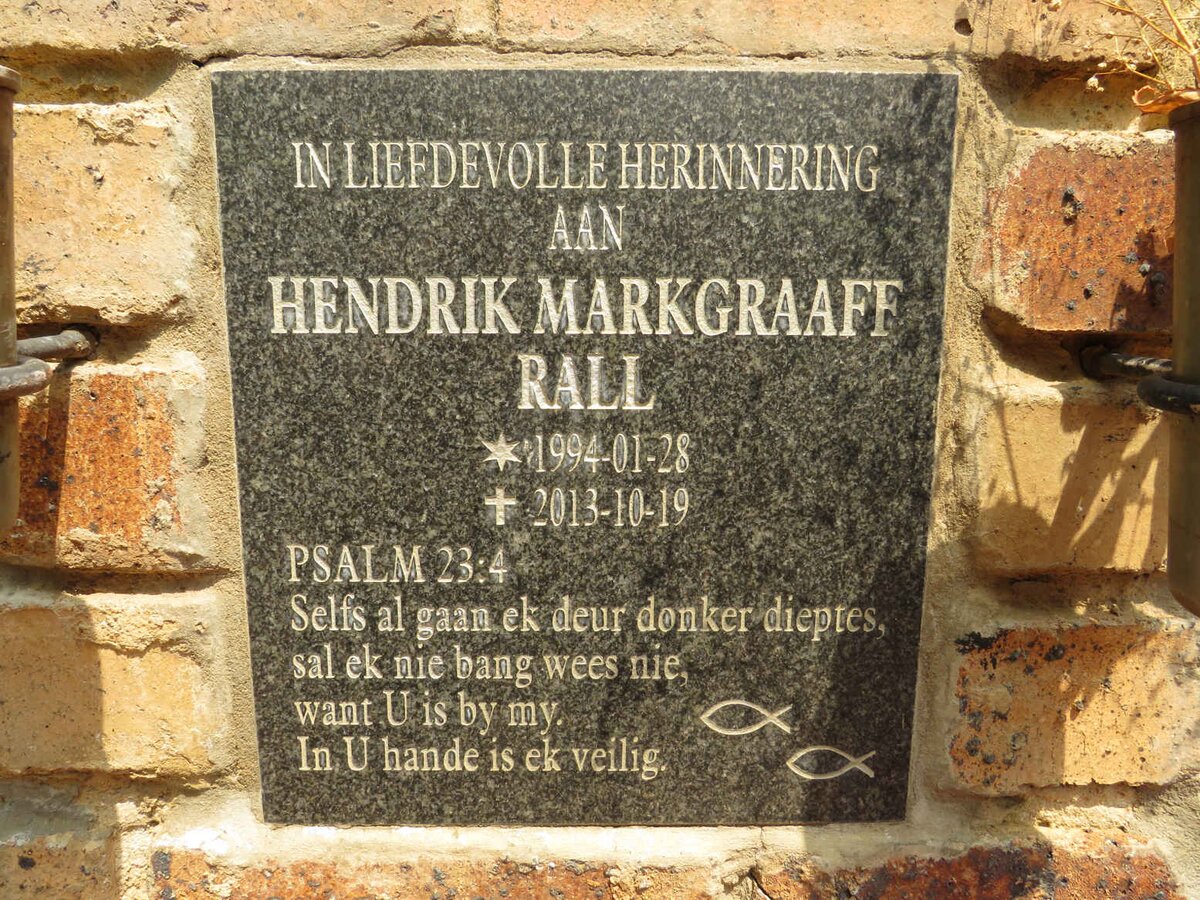 IN LIEFDEVOLLE HERINNERING
AAN
HENDRIK MARKGRAAFF
RALL
1994-01-28
2013-10-19
PSALM 23:4
Selfs al gaan ek deur donker dieptes,
sal ek nie bang wees nie,
want U is by my.
In U hande is ek veilig.